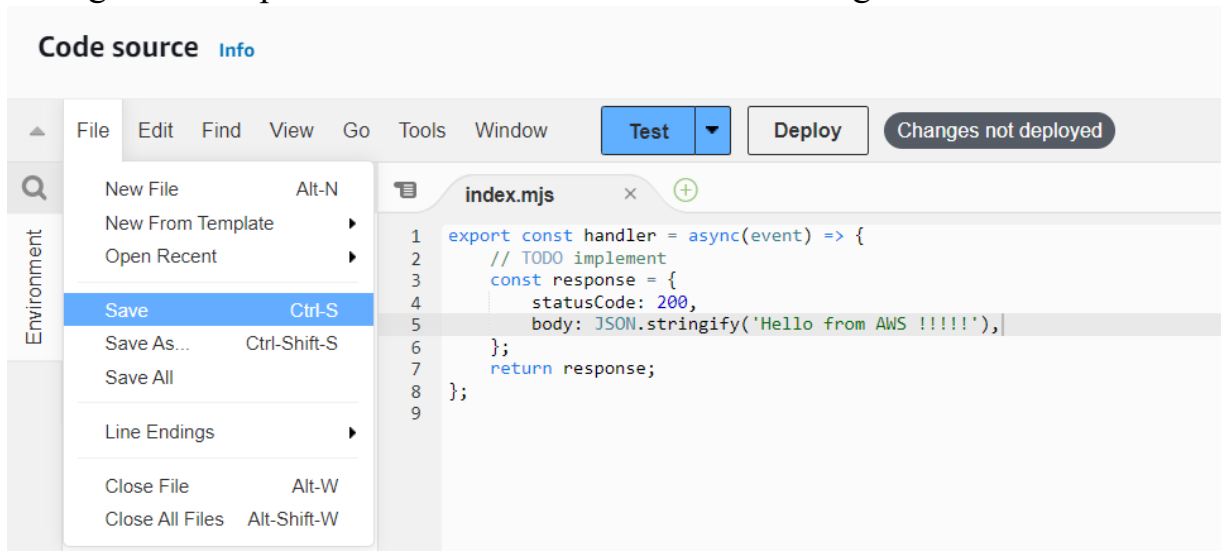 Code source Info
File Edit Find View Go Tools Window Test Deploy Changes not deployed
New File Alt-N
New From Template
Open Recent
Save Ctrl-S
Save As... Ctrl-Shift-S
Save All
Line Endings
Close File Alt-W
Close All Files Alt-Shift-W
Environment
index.mjs
1 export const handler = async(event) => {
2 // TODO implement
3 const response = {
4 statusCode: 200,
5 body: JSON.stringify('Hello from AWS !!!!!'),
6 };
7 return response;
8 };
9